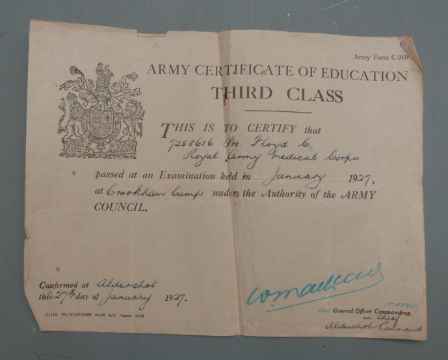 Army Form C 309
ARMY CERTIFICATE OF EDUCATION
THIRD CLASS
THIS IS TO CERTIFY that
7258616 Pte. Floyd C
Royal Army Medical Corps
passed at an Examination held in January 1927,
at Crookham Camp under the Authority of the ARMY
COUNCIL.
Confirmed at Aldershot
this 27th day of January 1927.
General Officer Commanding,
in Chief
Aldershot Command